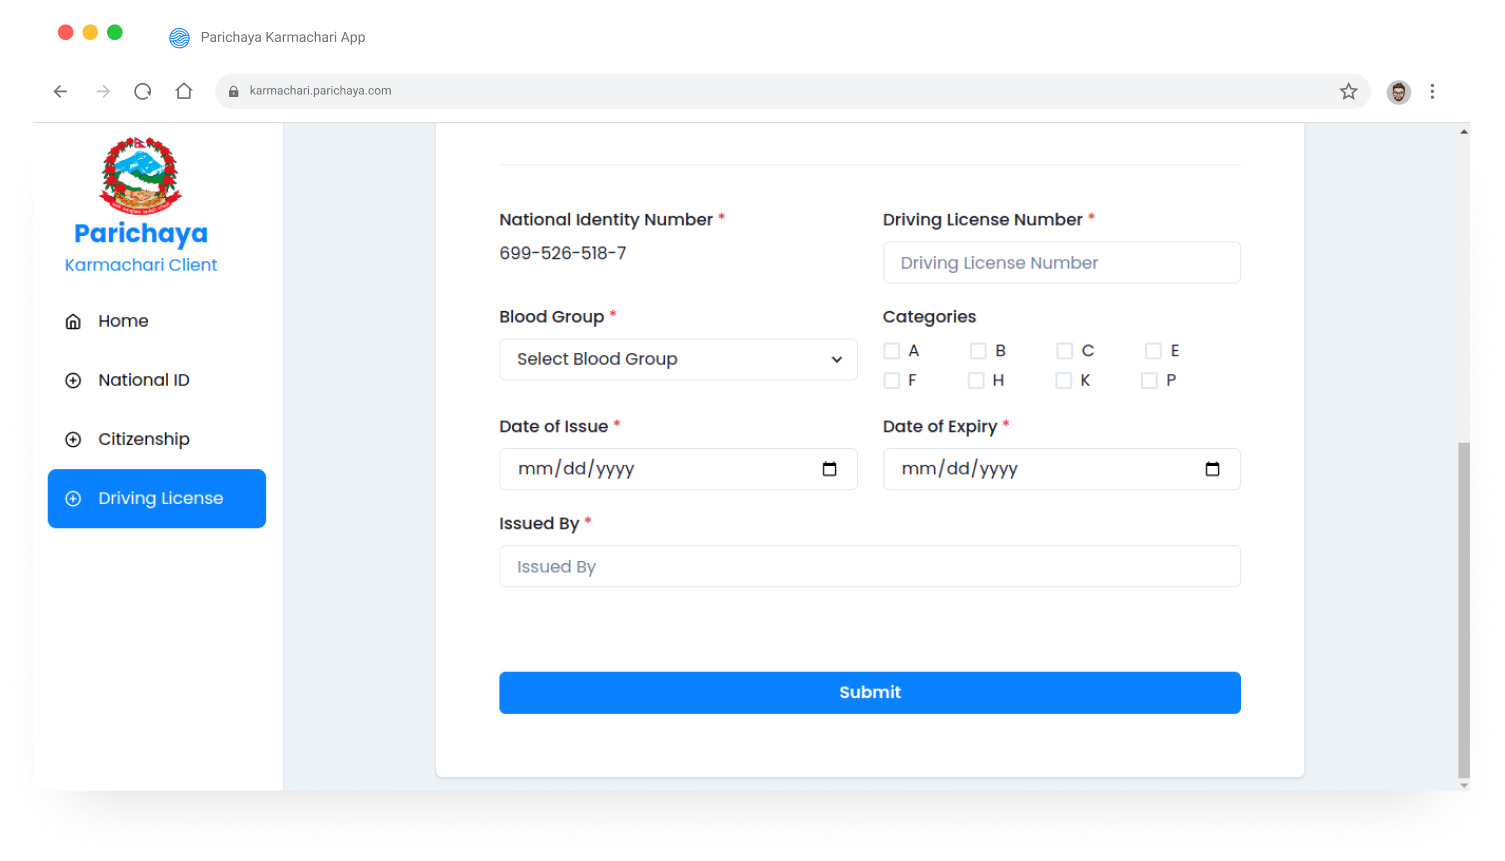 Parichaya Karmachari App
karmachari.parichaya.com
Parichaya
Karmachari Client
Home
National ID
Citizenship
Driving License
National Identity Number *
699-526-518-7
Driving License Number *
Driving License Number
Blood Group *
Select Blood Group
Categories
A B C E
F H K P
Date of Issue *
mm/dd/yyyy
Date of Expiry *
mm/dd/yyyy
Issued By *
Issued By
Submit